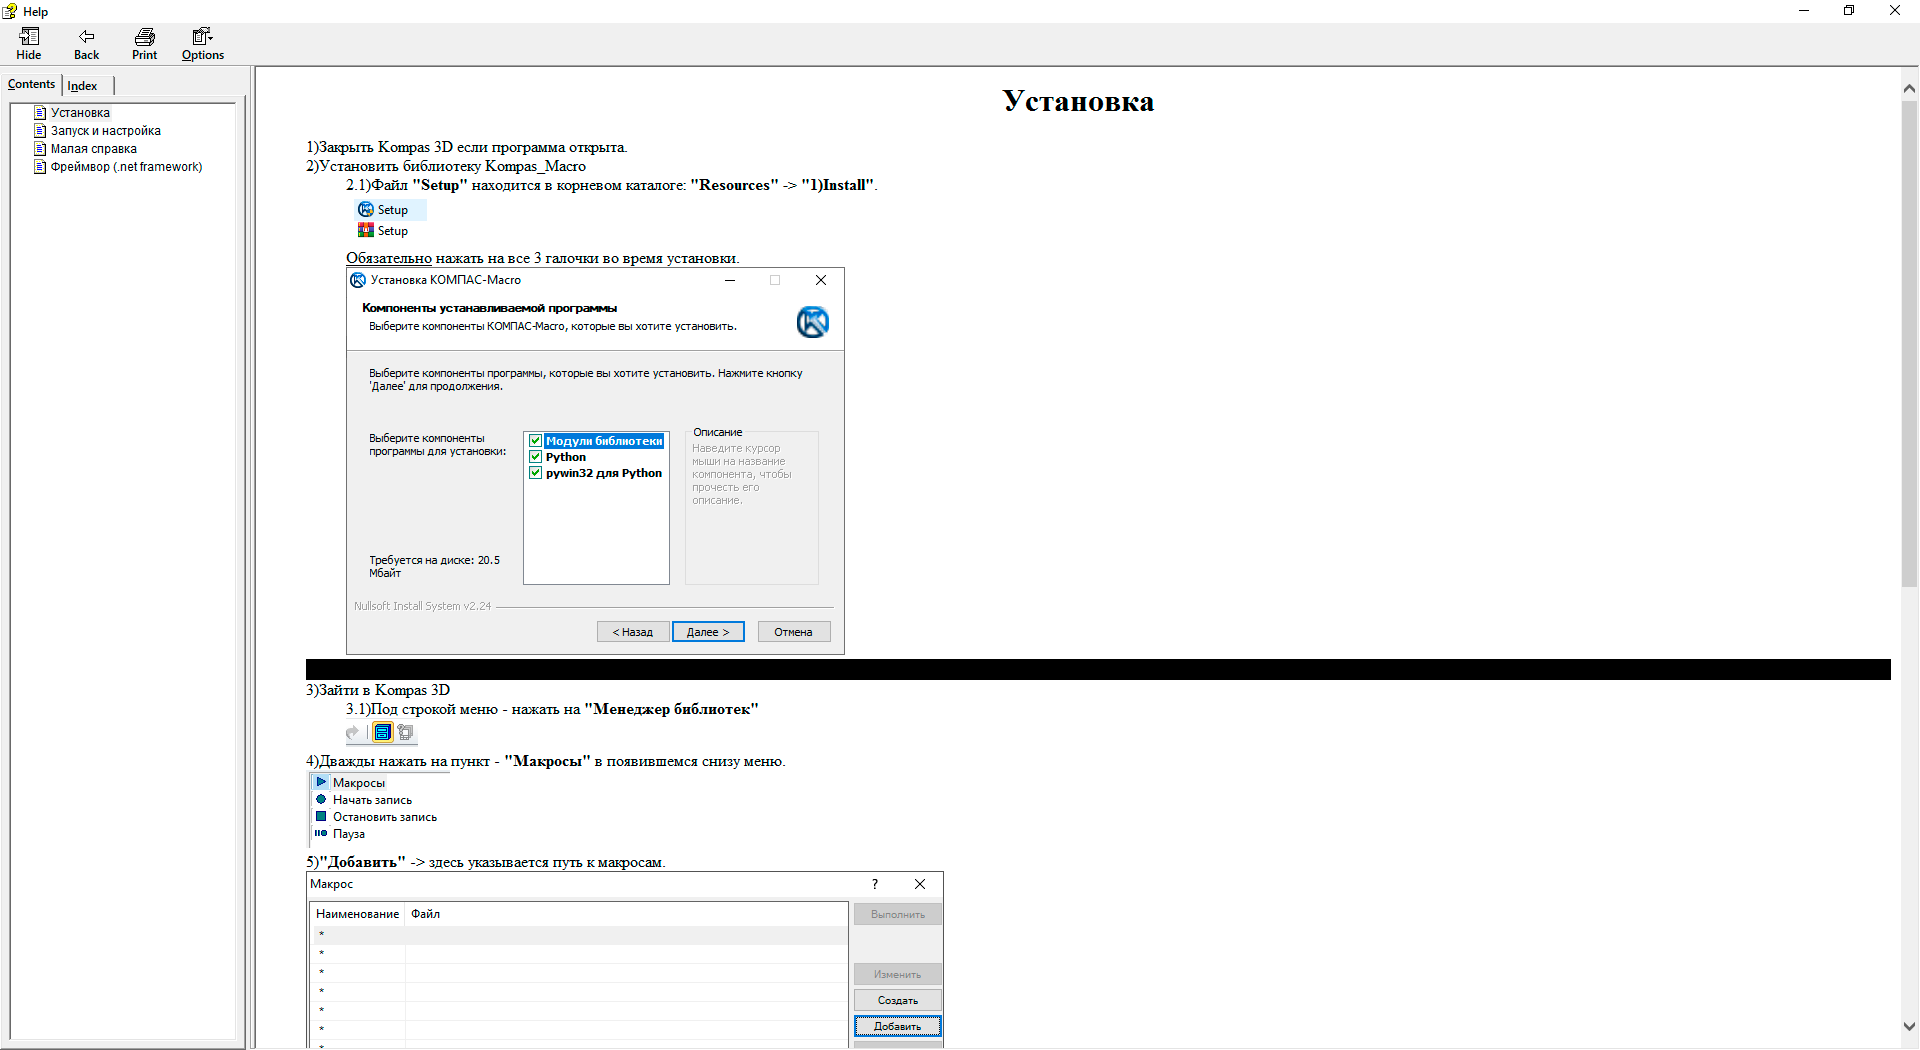 Help
Hide Back Print Options
Contents Index
Установка
Запуск и настройка
Малая справка
Фреймвор (.net framework)
Установка
1)Закрыть Kompas 3D если программа открыта.
2)Установить библиотеку Kompas_Macro
2.1)Файл "Setup" находится в корневом каталоге: "Resources" -> "1)Install".
Setup
Setup
Обязательно нажать на все 3 галочки во время установки.
Установка КОМПАС-Macro
Компоненты устанавливаемой программы
Выберите компоненты КОМПАС-Macro, которые вы хотите установить.
Выберите компоненты программы, которые вы хотите установить. Нажмите кнопку
'Далее' для продолжения.
Выберите компоненты
программы для установки:
Модули библиотеки
Python
pywin32 для Python
Описание
Наведите курсор
мыши на название
компонента, чтобы
прочесть его
описание.
Требуется на диске: 20.5
Мбайт
Nullsoft Install System v2.24
< Назад Далее > Отмена
3)Зайти в Kompas 3D
3.1)Под строкой меню - нажать на "Менеджер библиотек"
4)Дважды нажать на пункт - "Макросы" в появившемся снизу меню.
Макросы
Начать запись
Остановить запись
Пауза
5)"Добавить" -> здесь указывается путь к макросам.
Макрос ?
Наименование Файл
*
*
*
*
*
*
*
Выполнить
Изменить
Создать
Добавить